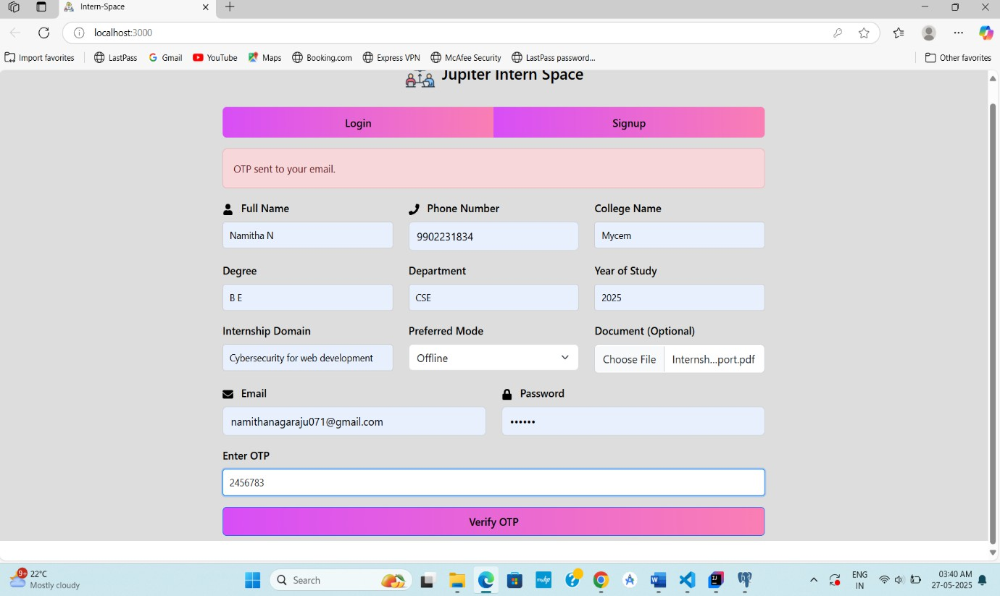 Intern-Space
localhost:3000
Import favorites LastPass Gmail YouTube Maps Booking.com Express VPN McAfee Security LastPass password... Other favorites
Jupiter Intern Space
Login Signup
OTP sent to your email.
Full Name Phone Number College Name
Namitha N 9902231834 Mycem
Degree Department Year of Study
B E CSE 2025
Internship Domain Preferred Mode Document (Optional)
Cybersecurity for web development Offline Choose File Internsh...port.pdf
Email Password
namithanagaraju071@gmail.com ••••••
Enter OTP
2456783
Verify OTP
9+ 22°C
Mostly cloudy
Search
myhp
ENG
IN
03:40 AM
27-05-2025